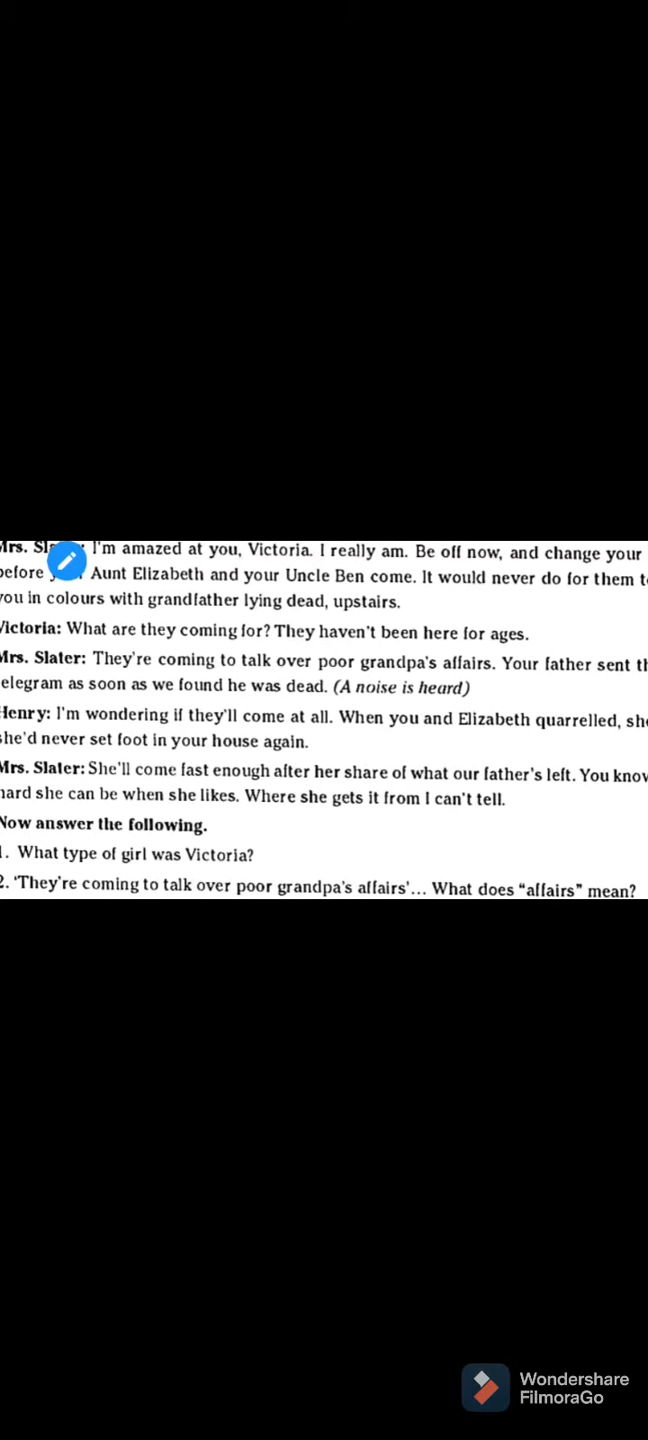 Mrs. Sl : I'm amazed at you, Victoria. I really am. Be off now, and change your
before Aunt Elizabeth and your Uncle Ben come. It would never do for them t
you in colours with grandfather lying dead, upstairs.
Victoria: What are they coming for? They haven't been here for ages.
Mrs. Slater: They're coming to talk over poor grandpa's affairs. Your father sent th
elegram as soon as we found he was dead. (A noise is heard)
Henry: I'm wondering if they'll come at all. When you and Elizabeth quarrelled, she
she'd never set foot in your house again.
Mrs. Slater: She'll come fast enough after her share of what our father's left. You know
hard she can be when she likes. Where she gets it from I can't tell.
Now answer the following.
1. What type of girl was Victoria?
2. 'They're coming to talk over poor grandpa's affairs'... What does "affairs" mean?
Wondershare
FilmoraGo